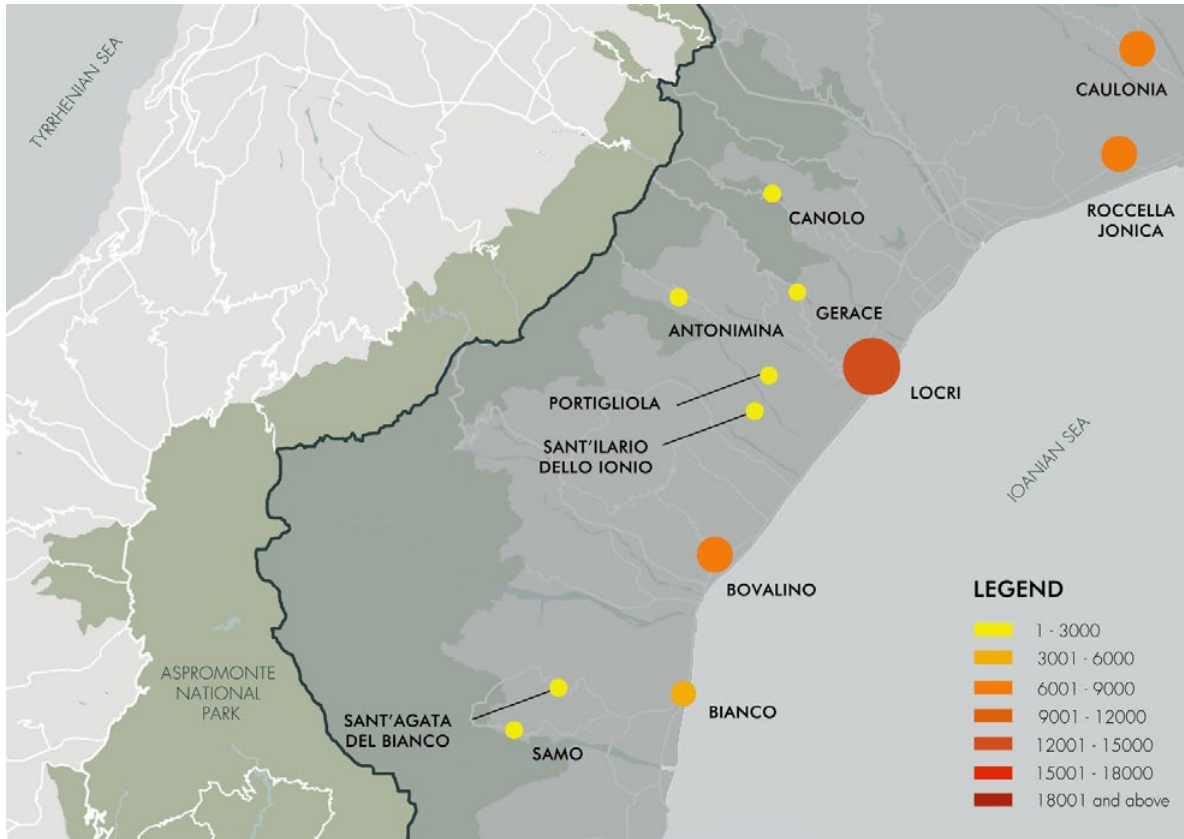 TYRRHENIAN SEA
CAULONIA
ROCCELLA
JONICA
CANOLO
GERACE
ANTONIMINA
LOCRI
PORTIGLIOLA
SANT'ILARIO
DELLO IONIO
IOANIAN SEA
BOVALINO
ASPROMONTE
NATIONAL
PARK
SANT'AGATA
DEL BIANCO
SAMO
BIANCO
LEGEND
1 - 3000
3001 - 6000
6001 - 9000
9001 - 12000
12001 - 15000
15001 - 18000
18001 and above